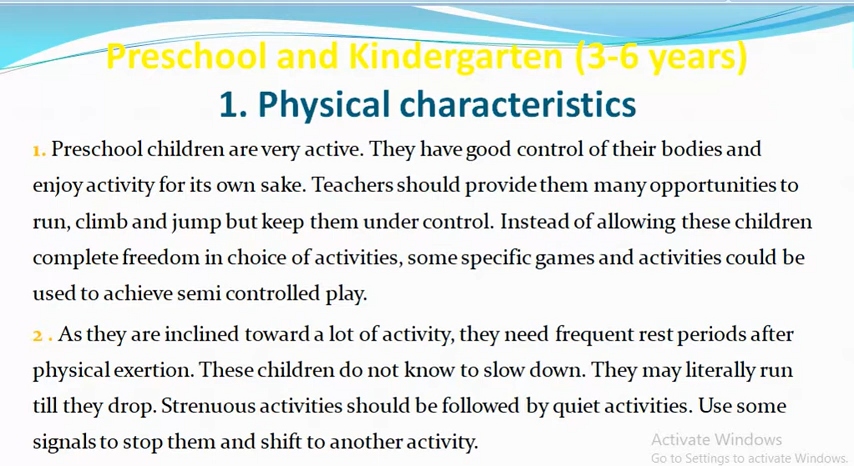 Preschool and Kindergarten (3-6 years)
1. Physical characteristics
1. Preschool children are very active. They have good control of their bodies and
enjoy activity for its own sake. Teachers should provide them many opportunities to
run, climb and jump but keep them under control. Instead of allowing these children
complete freedom in choice of activities, some specific games and activities could be
used to achieve semi controlled play.
2 . As they are inclined toward a lot of activity, they need frequent rest periods after
physical exertion. These children do not know to slow down. They may literally run
till they drop. Strenuous activities should be followed by quiet activities. Use some
signals to stop them and shift to another activity.
Activate Windows
Go to Settings to activate Windows.